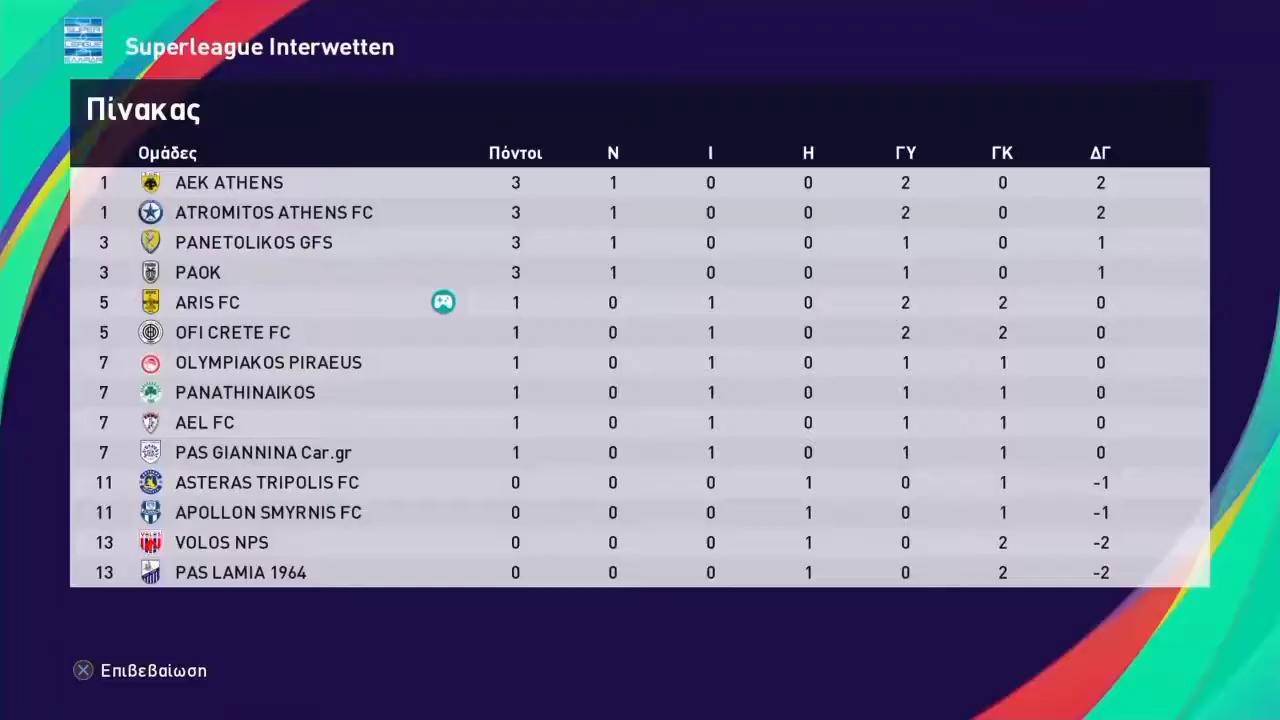 SUPER
LEAGUE
ΕΛΛΑΔΑ
Superleague Interwetten
Πίνακας
Ομάδες Πόντοι Ν Ι Η ΓΥ ΓΚ ΔΓ
1 AEK ATHENS 3 1 0 0 2 0 2
1 ATROMITOS ATHENS FC 3 1 0 0 2 0 2
3 PANETOLIKOS GFS 3 1 0 0 1 0 1
3 PAOK 3 1 0 0 1 0 1
5 ARIS FC 1 0 1 0 2 2 0
5 OFI CRETE FC 1 0 1 0 2 2 0
7 OLYMPIAKOS PIRAEUS 1 0 1 0 1 1 0
7 PANATHINAIKOS 1 0 1 0 1 1 0
7 AEL FC 1 0 1 0 1 1 0
7 PAS GIANNINA Car.gr 1 0 1 0 1 1 0
11 ASTERAS TRIPOLIS FC 0 0 0 1 0 1 -1
11 APOLLON SMYRNIS FC 0 0 0 1 0 1 -1
13 VOLOS NPS 0 0 0 1 0 2 -2
13 PAS LAMIA 1964 0 0 0 1 0 2 -2
Επιβεβαίωση